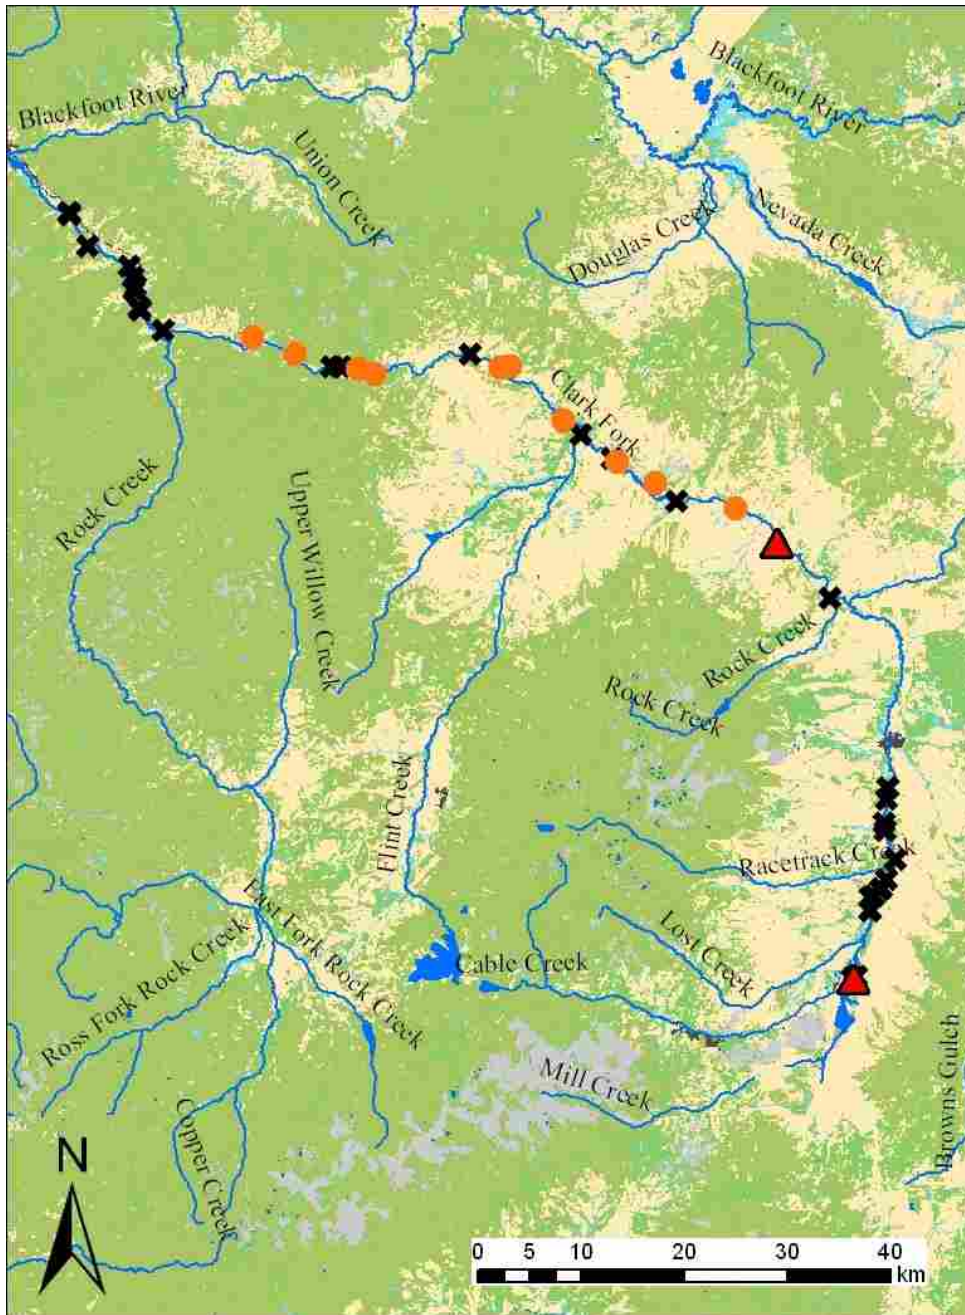 Blackfoot River
Blackfoot River
Union Creek
Nevada Creek
Douglas Creek
Clark Fork
Rock Creek
Upper Willow Creek
Rock Creek
Rock Creek
Flint Creek
Racetrack Creek
Lost Creek
East Fork Rock Creek
Ross Fork Rock Creek
Cable Creek
Mill Creek
Browns Gulch
Copper Creek
N
0 5 10 20 30 40
km